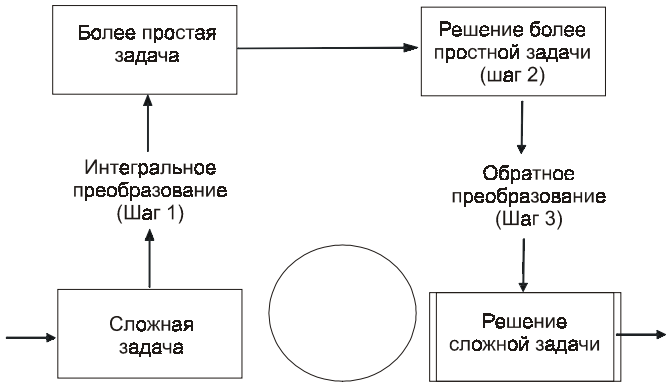 Более простая
задача
Решение более
простной задачи
(шаг 2)
Интегральное
преобразование
(Шаг 1)
Обратное
преобразование
(Шаг 3)
Сложная
задача
Решение
сложной задачи